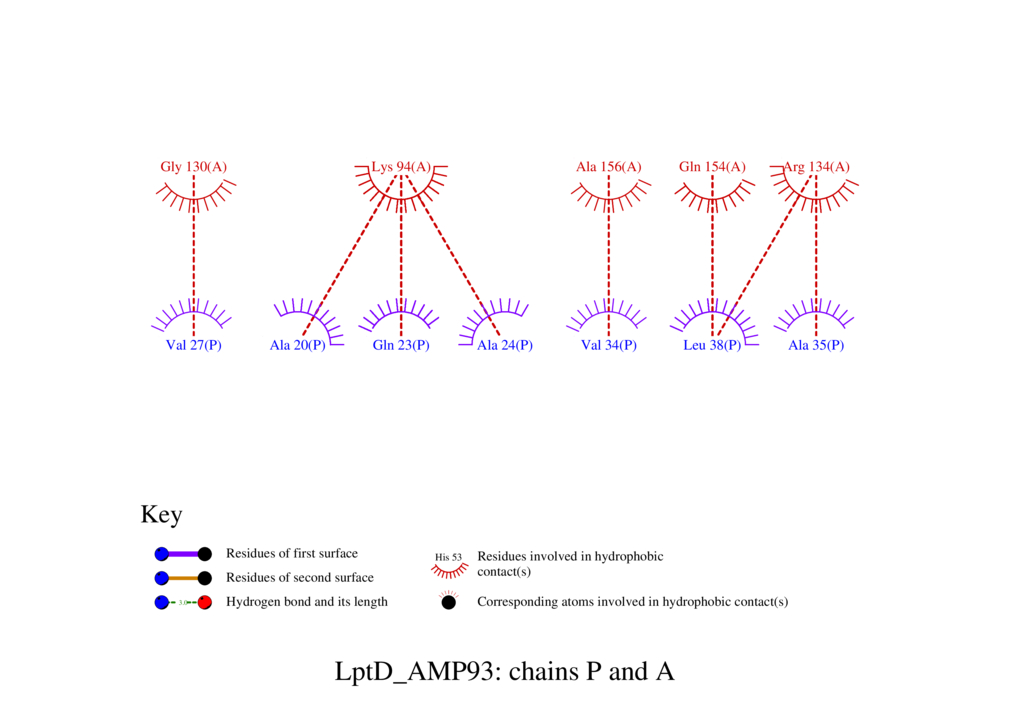 Gly 130(A) Lys 94(A) Ala 156(A) Gln 154(A) Arg 134(A)
Val 27(P) Ala 20(P) Gln 23(P) Ala 24(P) Val 34(P) Leu 38(P) Ala 35(P)
Key
Residues of first surface
Residues of second surface
3.0
Hydrogen bond and its length
His 53
Residues involved in hydrophobic
contact(s)
Corresponding atoms involved in hydrophobic contact(s)
LptD_AMP93: chains P and A